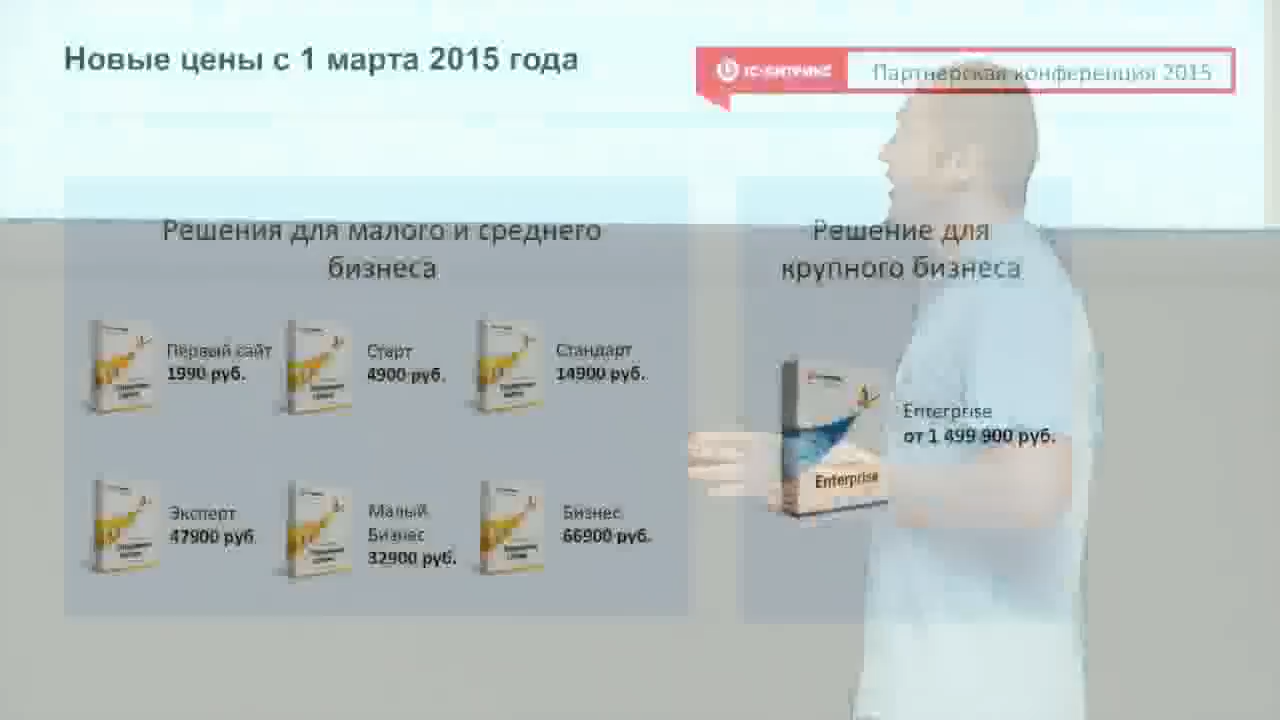 Новые цены с 1 марта 2015 года
1С-БИТРИКС
Партнерская конференция 2015
Решения для малого и среднего
бизнеса
Первый сайт
1990 руб.
Старт
4900 руб.
Стандарт
14900 руб.
Эксперт
47900 руб.
Малый
Бизнес
32900 руб.
Бизнес
66900 руб.
Решение для
крупного бизнеса
Enterprise
Enterprise
от 1 499 900 руб.